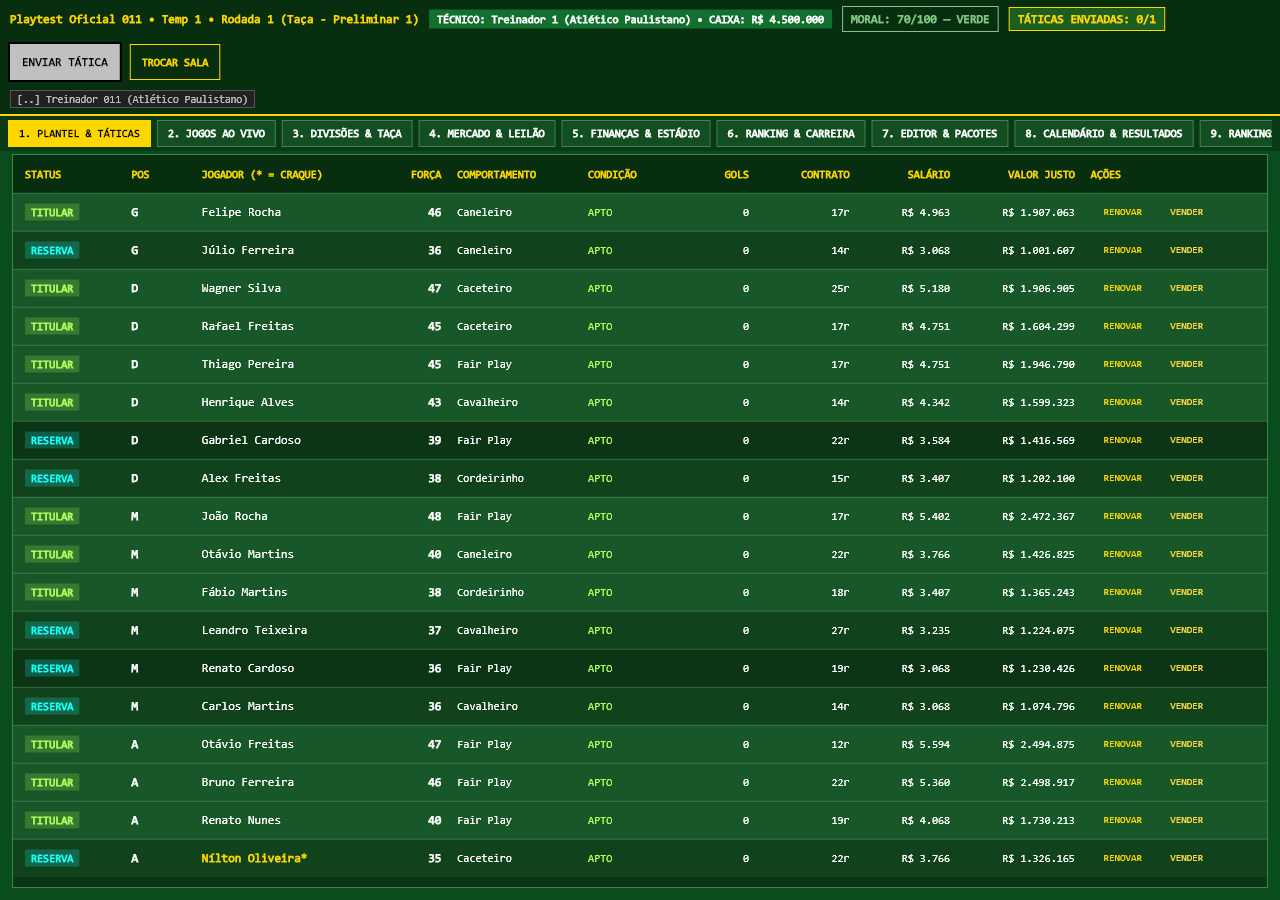 Playtest Oficial 011 • Temp 1 • Rodada 1 (Taça - Preliminar 1) TÉCNICO: Treinador 1 (Atlético Paulistano) • CAIXA: R$ 4.500.000 MORAL: 70/100 — VERDE TÁTICAS ENVIADAS: 0/1
ENVIAR TÁTICA TROCAR SALA
[..] Treinador 011 (Atlético Paulistano)
1. PLANTEL & TÁTICAS 2. JOGOS AO VIVO 3. DIVISÕES & TAÇA 4. MERCADO & LEILÃO 5. FINANÇAS & ESTÁDIO 6. RANKING & CARREIRA 7. EDITOR & PACOTES 8. CALENDÁRIO & RESULTADOS 9. RANKING
STATUS POS JOGADOR (* = CRAQUE) FORÇA COMPORTAMENTO CONDIÇÃO GOLS CONTRATO SALÁRIO VALOR JUSTO AÇÕES
TITULAR G Felipe Rocha 46 Caneleiro APTO 0 17r R$ 4.963 R$ 1.907.063 RENOVAR VENDER
RESERVA G Júlio Ferreira 36 Caneleiro APTO 0 14r R$ 3.068 R$ 1.001.607 RENOVAR VENDER
TITULAR D Wagner Silva 47 Caceteiro APTO 0 25r R$ 5.180 R$ 1.906.905 RENOVAR VENDER
TITULAR D Rafael Freitas 45 Caceteiro APTO 0 17r R$ 4.751 R$ 1.604.299 RENOVAR VENDER
TITULAR D Thiago Pereira 45 Fair Play APTO 0 17r R$ 4.751 R$ 1.946.790 RENOVAR VENDER
TITULAR D Henrique Alves 43 Cavalheiro APTO 0 14r R$ 4.342 R$ 1.599.323 RENOVAR VENDER
RESERVA D Gabriel Cardoso 39 Fair Play APTO 0 22r R$ 3.584 R$ 1.416.569 RENOVAR VENDER
RESERVA D Alex Freitas 38 Cordeirinho APTO 0 15r R$ 3.407 R$ 1.202.100 RENOVAR VENDER
TITULAR M João Rocha 48 Fair Play APTO 0 17r R$ 5.402 R$ 2.472.367 RENOVAR VENDER
TITULAR M Otávio Martins 40 Caneleiro APTO 0 22r R$ 3.766 R$ 1.426.825 RENOVAR VENDER
TITULAR M Fábio Martins 38 Cordeirinho APTO 0 18r R$ 3.407 R$ 1.365.243 RENOVAR VENDER
RESERVA M Leandro Teixeira 37 Cavalheiro APTO 0 27r R$ 3.235 R$ 1.224.075 RENOVAR VENDER
RESERVA M Renato Cardoso 36 Fair Play APTO 0 19r R$ 3.068 R$ 1.230.426 RENOVAR VENDER
RESERVA M Carlos Martins 36 Cavalheiro APTO 0 14r R$ 3.068 R$ 1.074.796 RENOVAR VENDER
TITULAR A Otávio Freitas 47 Fair Play APTO 0 12r R$ 5.594 R$ 2.494.875 RENOVAR VENDER
TITULAR A Bruno Ferreira 46 Fair Play APTO 0 22r R$ 5.360 R$ 2.498.917 RENOVAR VENDER
TITULAR A Renato Nunes 40 Fair Play APTO 0 19r R$ 4.068 R$ 1.730.213 RENOVAR VENDER
RESERVA A Nílton Oliveira* 35 Caceteiro APTO 0 22r R$ 3.766 R$ 1.326.165 RENOVAR VENDER